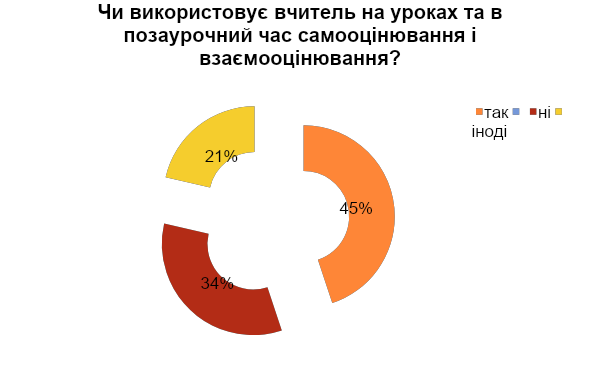 Чи використовує вчитель на уроках та в
позаурочний час самооцінювання і
взаємооцінювання?
так ні
іноді
21%
45%
34%